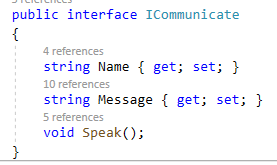 public interface ICommunicate
{
4 references
string Name { get; set; }
10 references
string Message { get; set; }
5 references
void Speak();
}